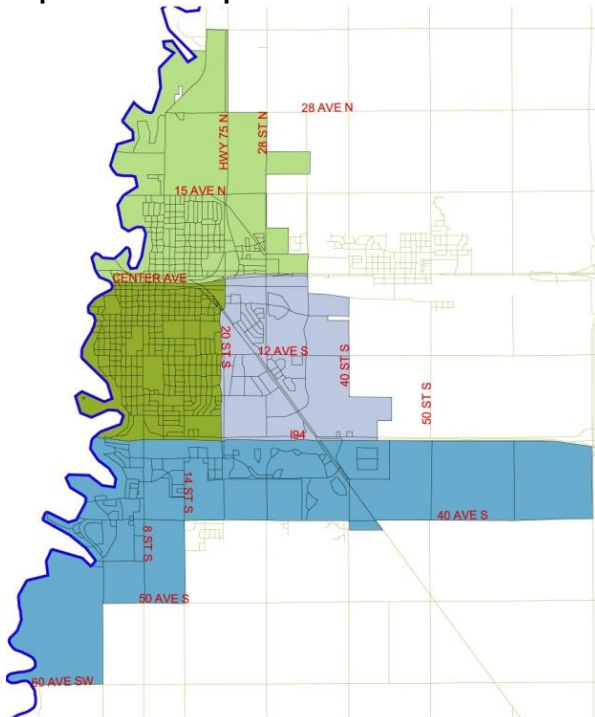 28 AVE N
HWY 75 N
28 ST N
15 AVE N
CENTER AVE
20 ST S
12 AVE S
40 ST S
50 ST S
I94
14 ST S
40 AVE S
8 ST S
50 AVE S
60 AVE SW